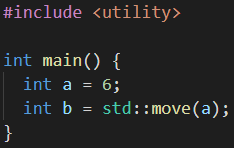 #include <utility>

int main() {
  int a = 6;
  int b = std::move(a);
}